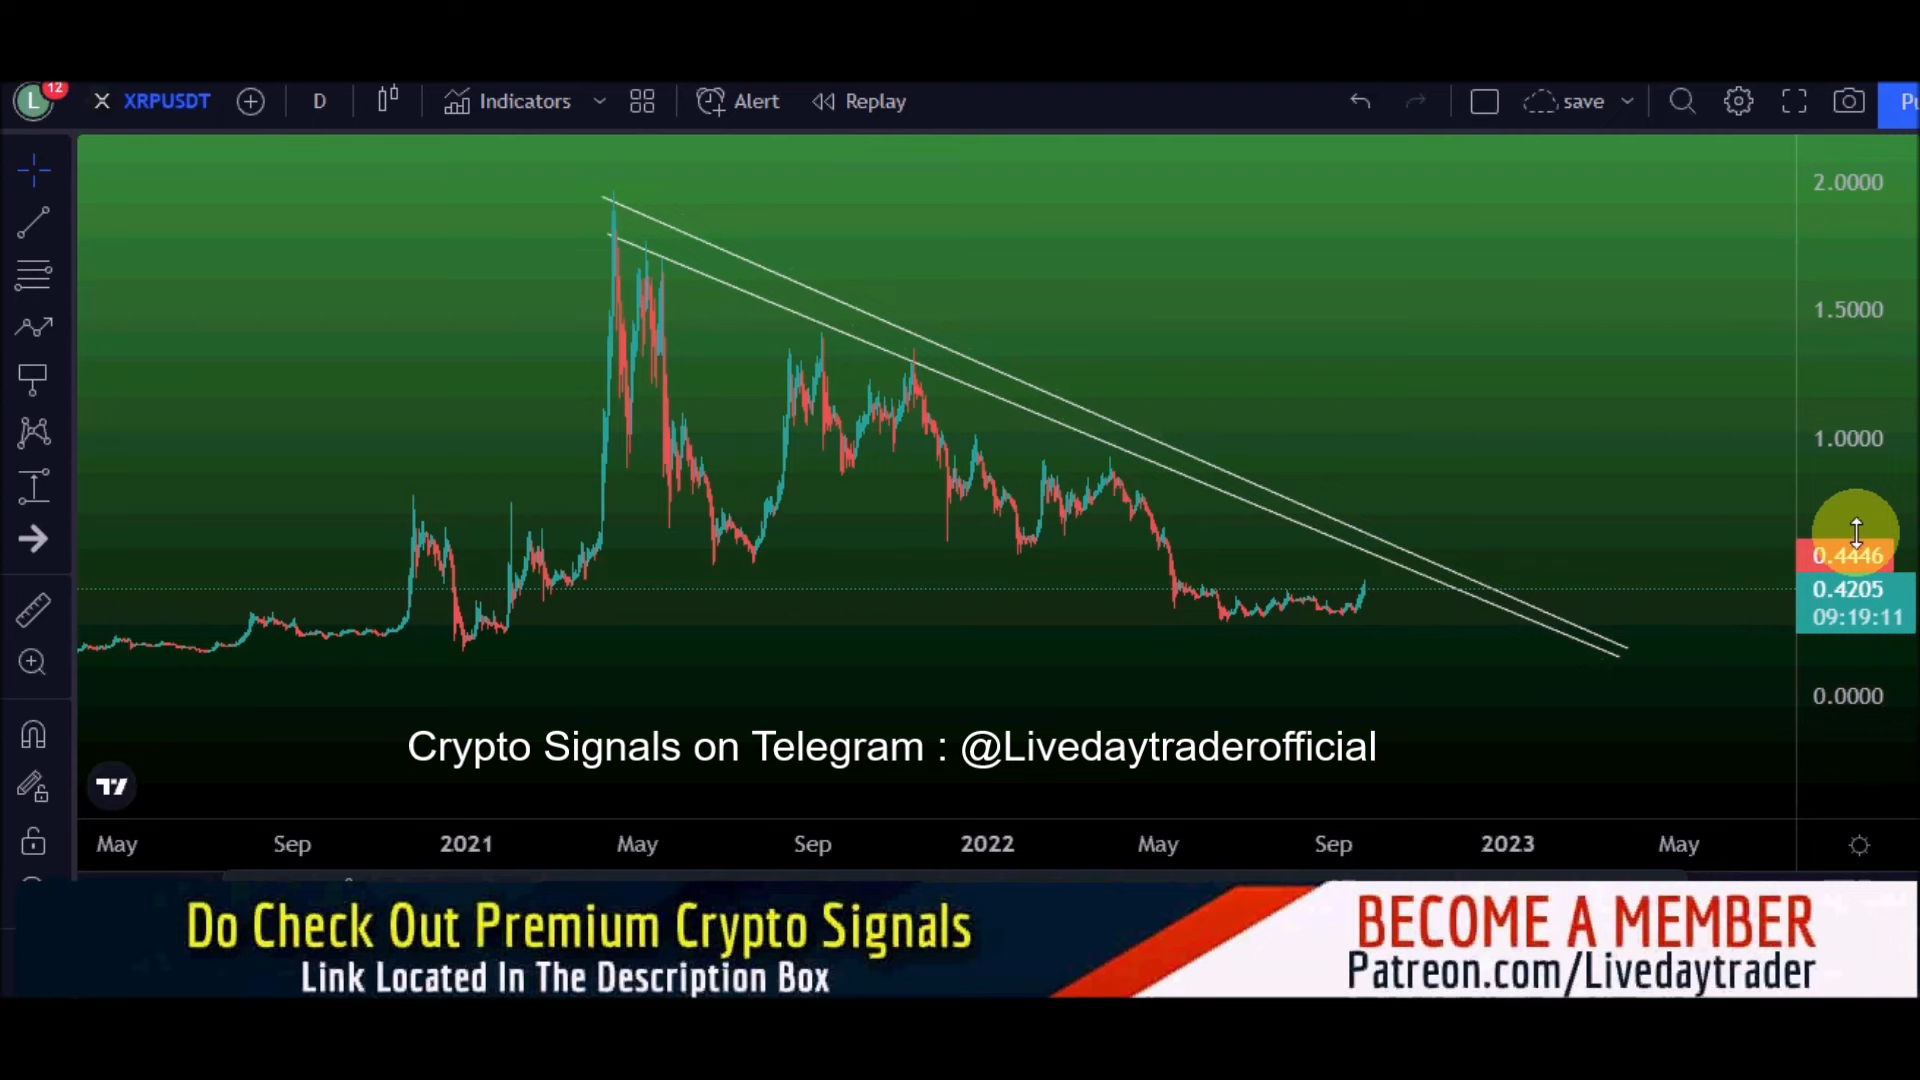 L 12 XRPUSDT D Indicators Alert Replay save Pu
2.0000
1.5000
1.0000
0.4446
0.4205
09:19:11
0.0000
Crypto Signals on Telegram : @Livedaytraderofficial
May Sep 2021 May Sep 2022 May Sep 2023 May
Do Check Out Premium Crypto Signals
Link Located In The Description Box
BECOME A MEMBER
Patreon.com/Livedaytrader